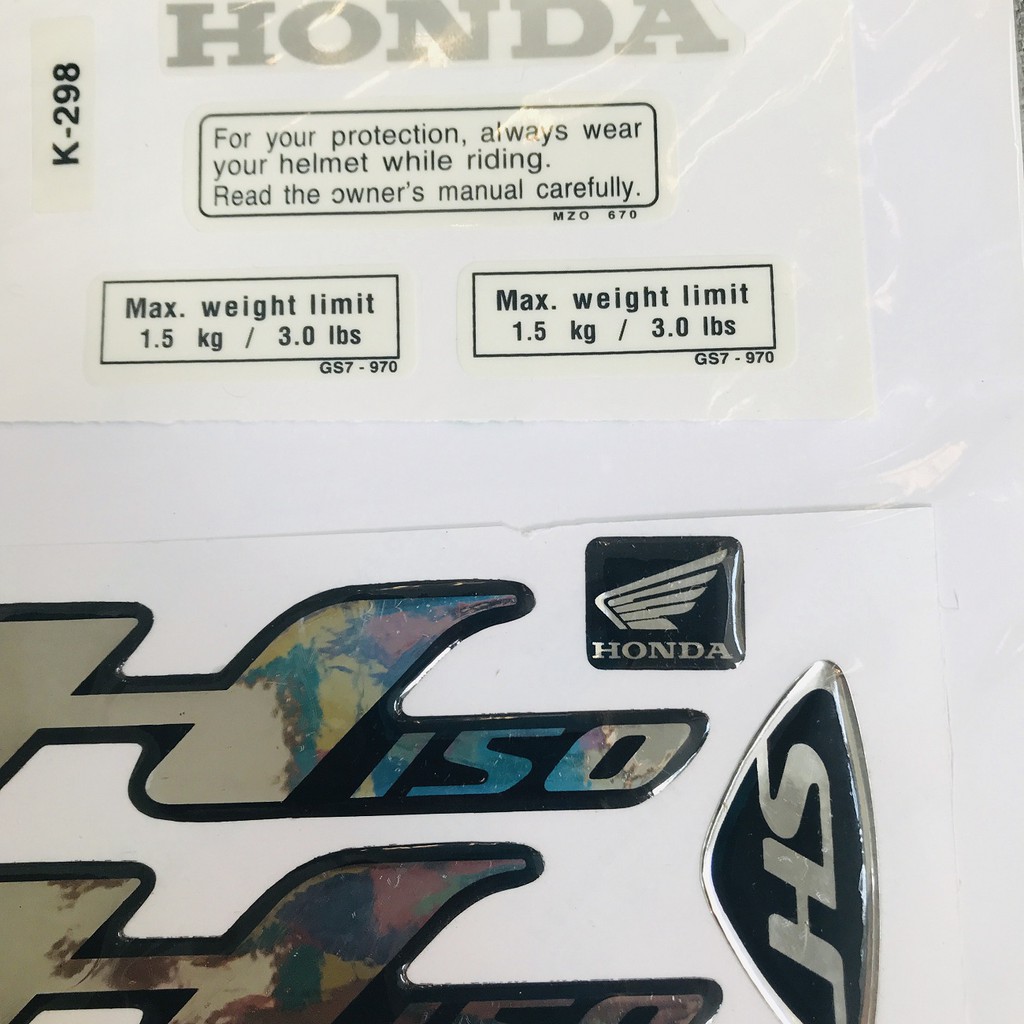 HONDA
K-298
For your protection, always wear
your helmet while riding.
Read the owner's manual carefully.
MZO 670
Max. weight limit
1.5 kg / 3.0 lbs
GS7 - 970
Max. weight limit
1.5 kg / 3.0 lbs
GS7 - 970
HONDA
H150
SH
H150